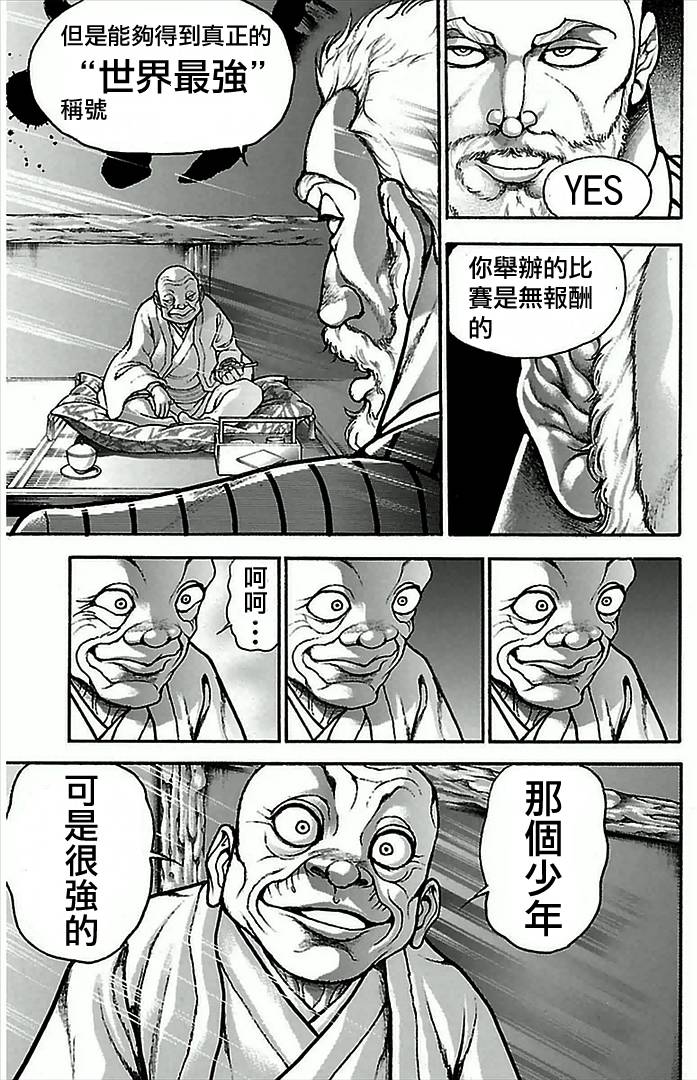 YES
你舉辦的比
賽是無報酬
的
但是能夠得到真正的
“世界最強”
稱號
呵呵…
那個少年
可是很強的